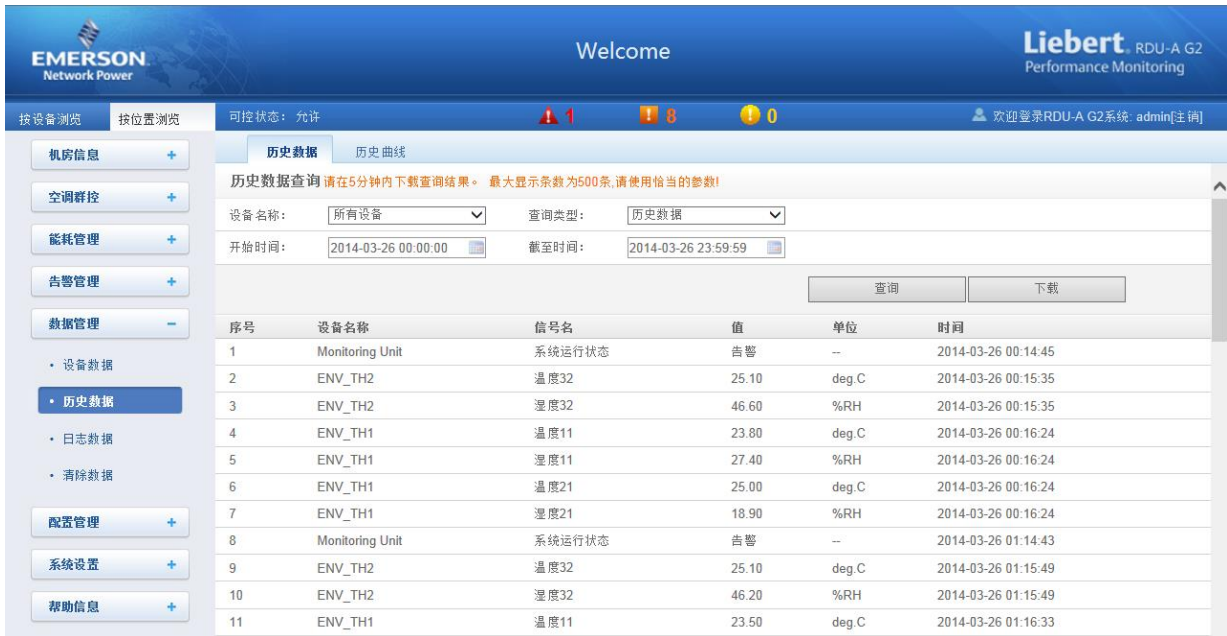 EMERSON
Network Power
Welcome
Liebert RDU-A G2
Performance Monitoring
按设备浏览 按位置浏览 可控状态：允许 1 8 0 欢迎登录RDU-A G2系统: admin[注销]
机房信息 +
空调群控 +
能耗管理 +
告警管理 +
数据管理 −
• 设备数据
• 历史数据
• 日志数据
• 清除数据
配置管理 +
系统设置 +
帮助信息 +
历史数据 历史曲线
历史数据查询 请在5分钟内下载查询结果。 最大显示条数为500条,请使用恰当的参数!
设备名称： 所有设备 查询类型： 历史数据
开始时间： 2014-03-26 00:00:00 截至时间： 2014-03-26 23:59:59
查询 下载
序号 设备名称 信号名 值 单位 时间
1 Monitoring Unit 系统运行状态 告警 -- 2014-03-26 00:14:45
2 ENV_TH2 温度32 25.10 deg.C 2014-03-26 00:15:35
3 ENV_TH2 湿度32 46.60 %RH 2014-03-26 00:15:35
4 ENV_TH1 温度11 23.80 deg.C 2014-03-26 00:16:24
5 ENV_TH1 湿度11 27.40 %RH 2014-03-26 00:16:24
6 ENV_TH1 温度21 25.00 deg.C 2014-03-26 00:16:24
7 ENV_TH1 湿度21 18.90 %RH 2014-03-26 00:16:24
8 Monitoring Unit 系统运行状态 告警 -- 2014-03-26 01:14:43
9 ENV_TH2 温度32 25.10 deg.C 2014-03-26 01:15:49
10 ENV_TH2 湿度32 46.20 %RH 2014-03-26 01:15:49
11 ENV_TH1 温度11 23.50 deg.C 2014-03-26 01:16:33